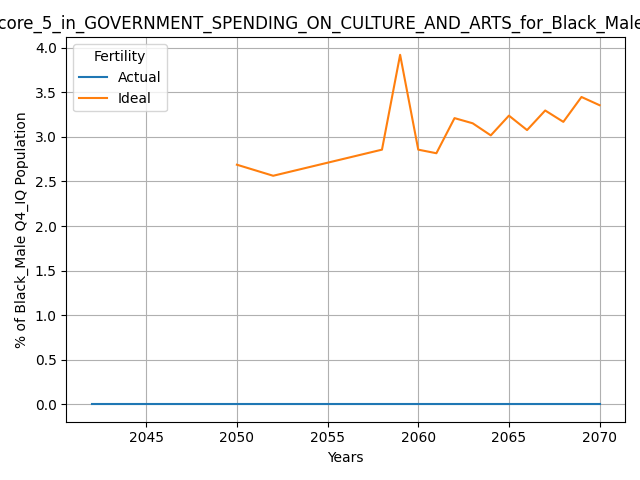 core_5_in_GOVERNMENT_SPENDING_ON_CULTURE_AND_ARTS_for_Black_Male
Fertility
Actual
Ideal
4.0
3.5
3.0
2.5
2.0
1.5
1.0
0.5
0.0
% of Black_Male Q4_IQ Population
2045
2050
2055
2060
2065
2070
Years